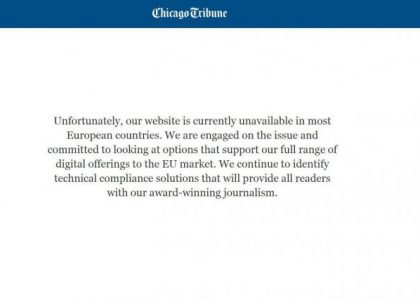 Chicago Tribune
Unfortunately, our website is currently unavailable in most
European countries. We are engaged on the issue and
committed to looking at options that support our full range of
digital offerings to the EU market. We continue to identify
technical compliance solutions that will provide all readers
with our award-winning journalism.